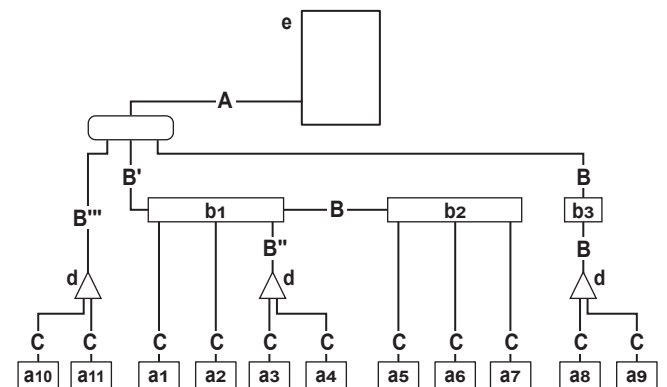 e
A
B' B
B''' b1 B b2 b3
B'' B
d d d
C C C C C C C C C C C
a10 a11 a1 a2 a3 a4 a5 a6 a7 a8 a9